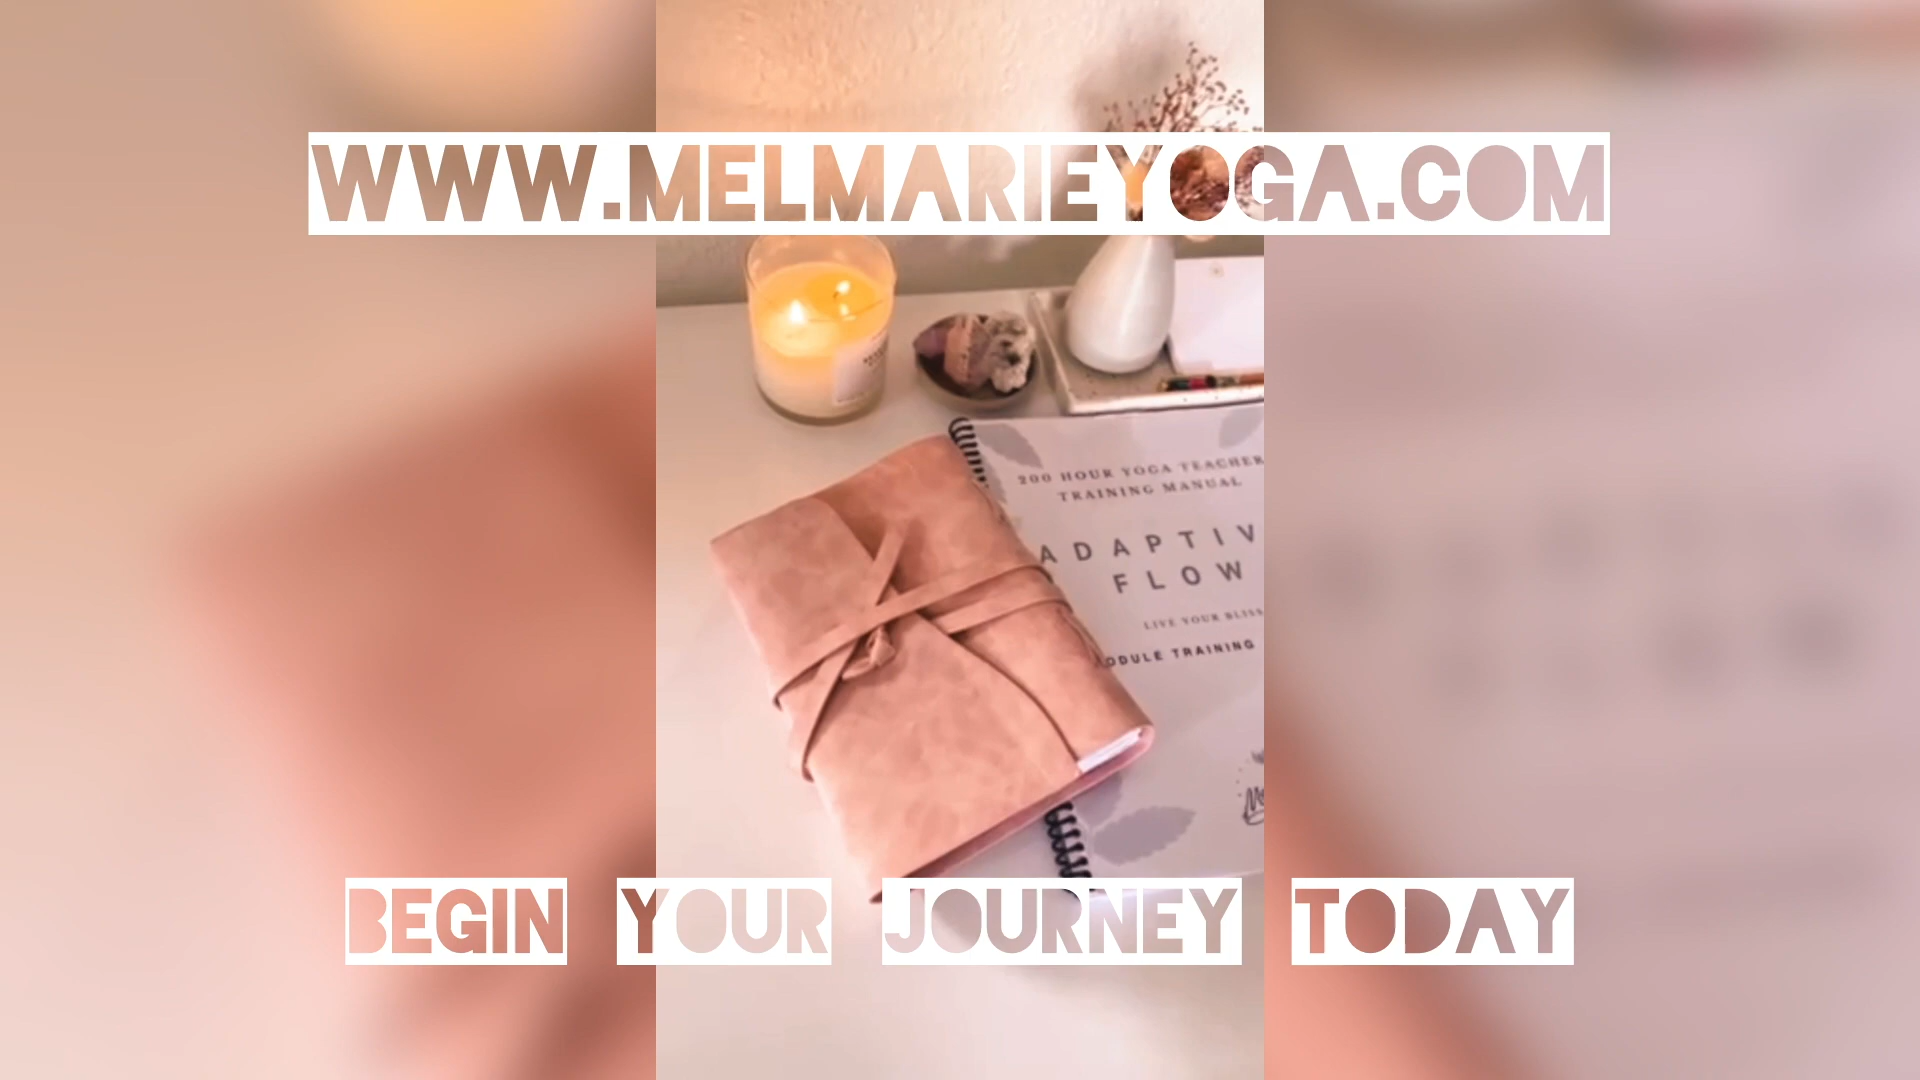 WWW.MELMARIEYOGA.COM
200 HOUR YOGA TEACHER
TRAINING MANUAL
ADAPTIV
FLOW
LIVE YOUR BLISS
ODULE TRAINING
BEGIN YOUR JOURNEY TODAY